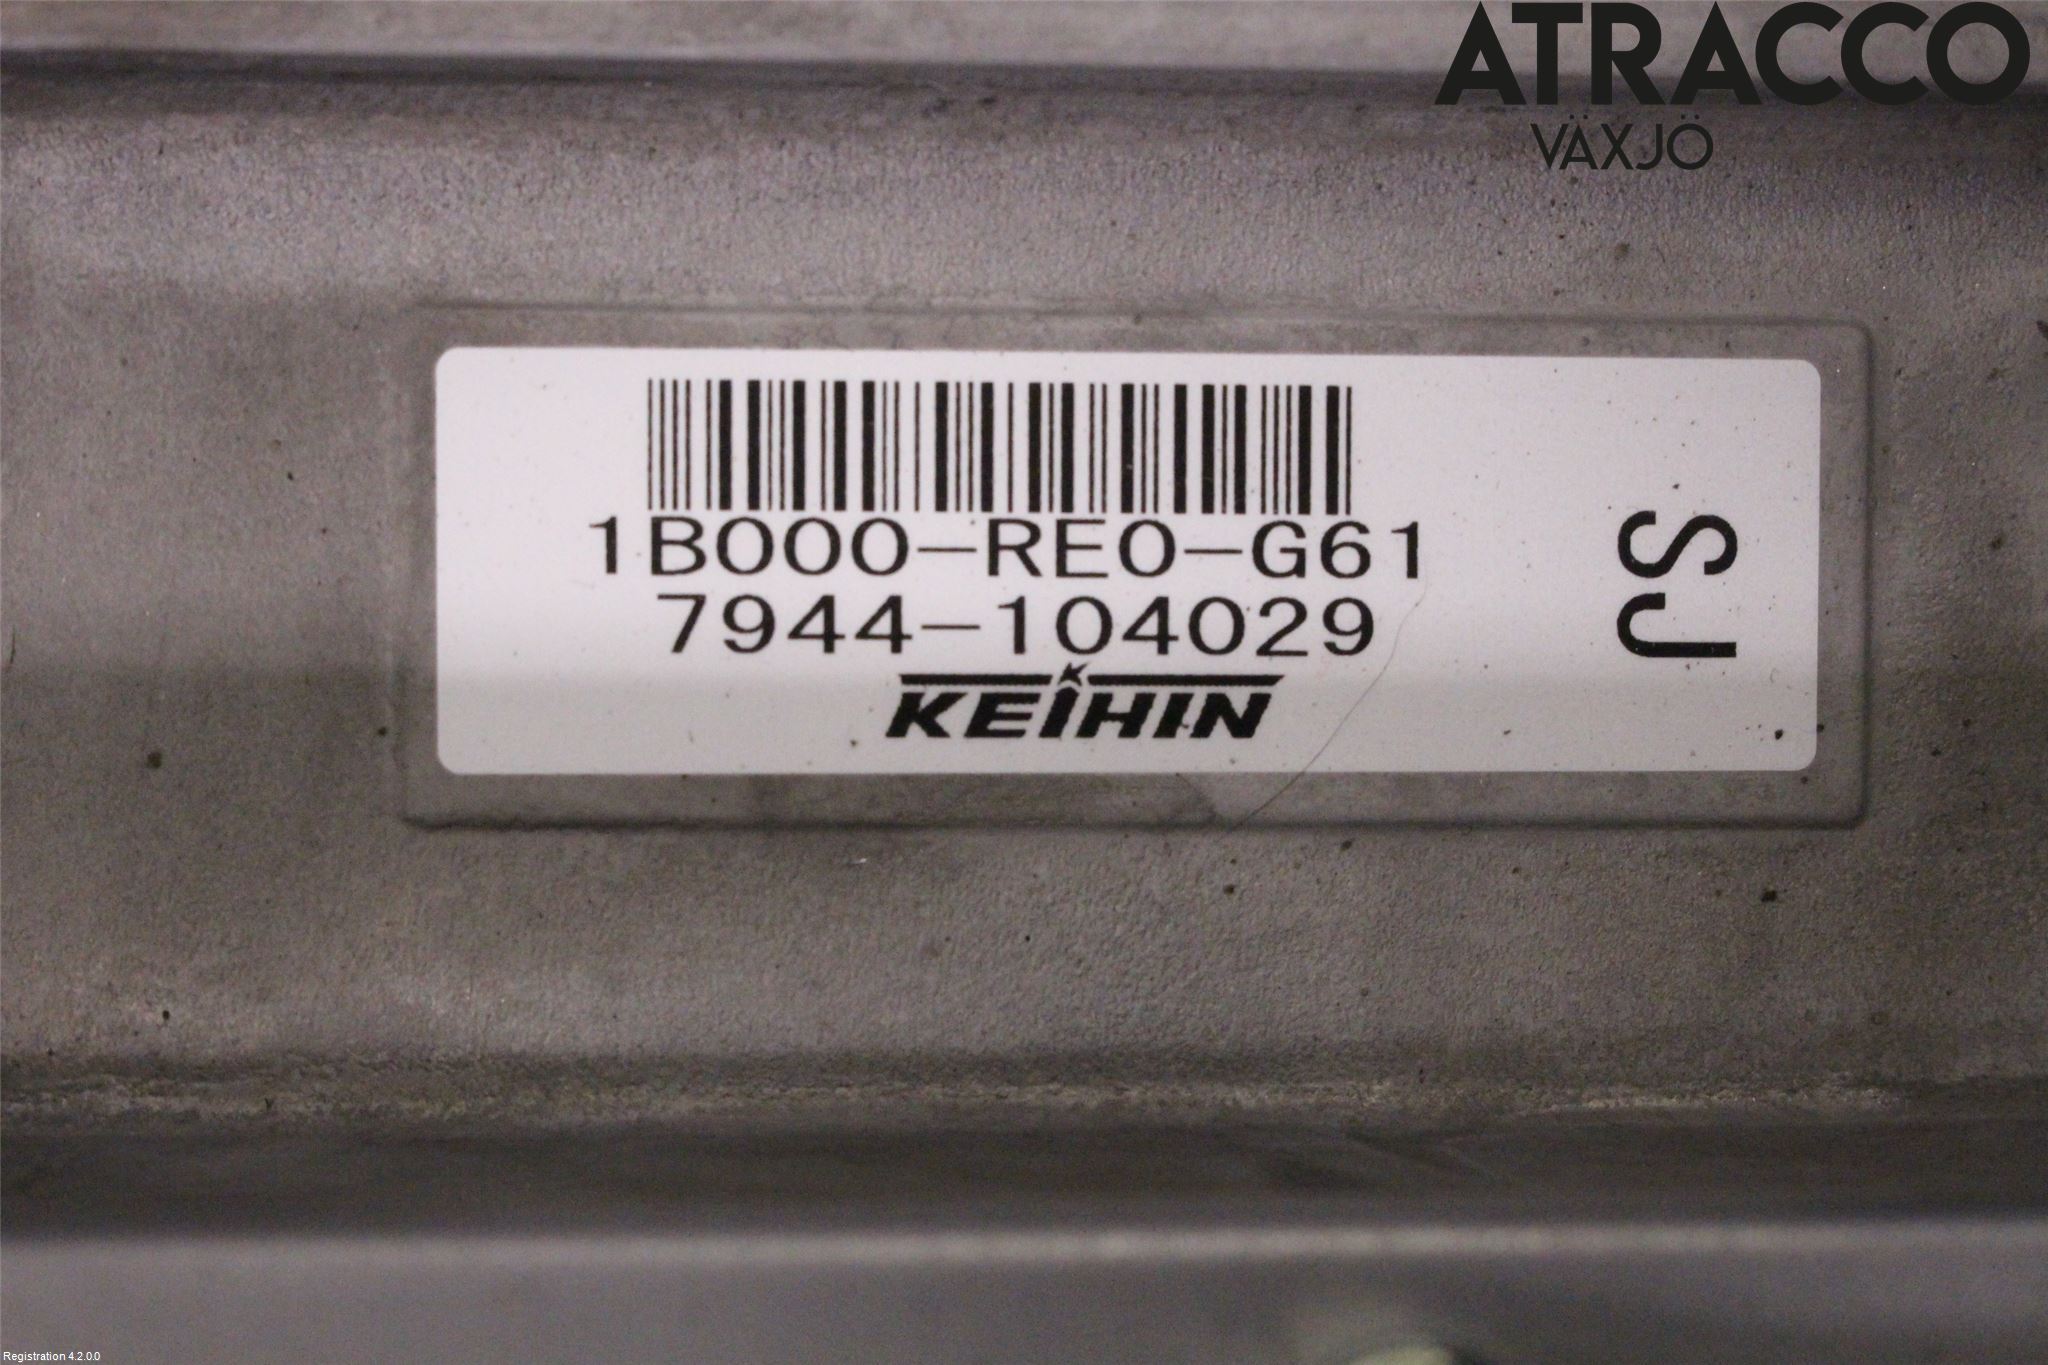 ATRACCO
VÄXJÖ
1B000-RE0-G61
7944-104029
KEIHIN
SJ
Registration 4.2.0.0